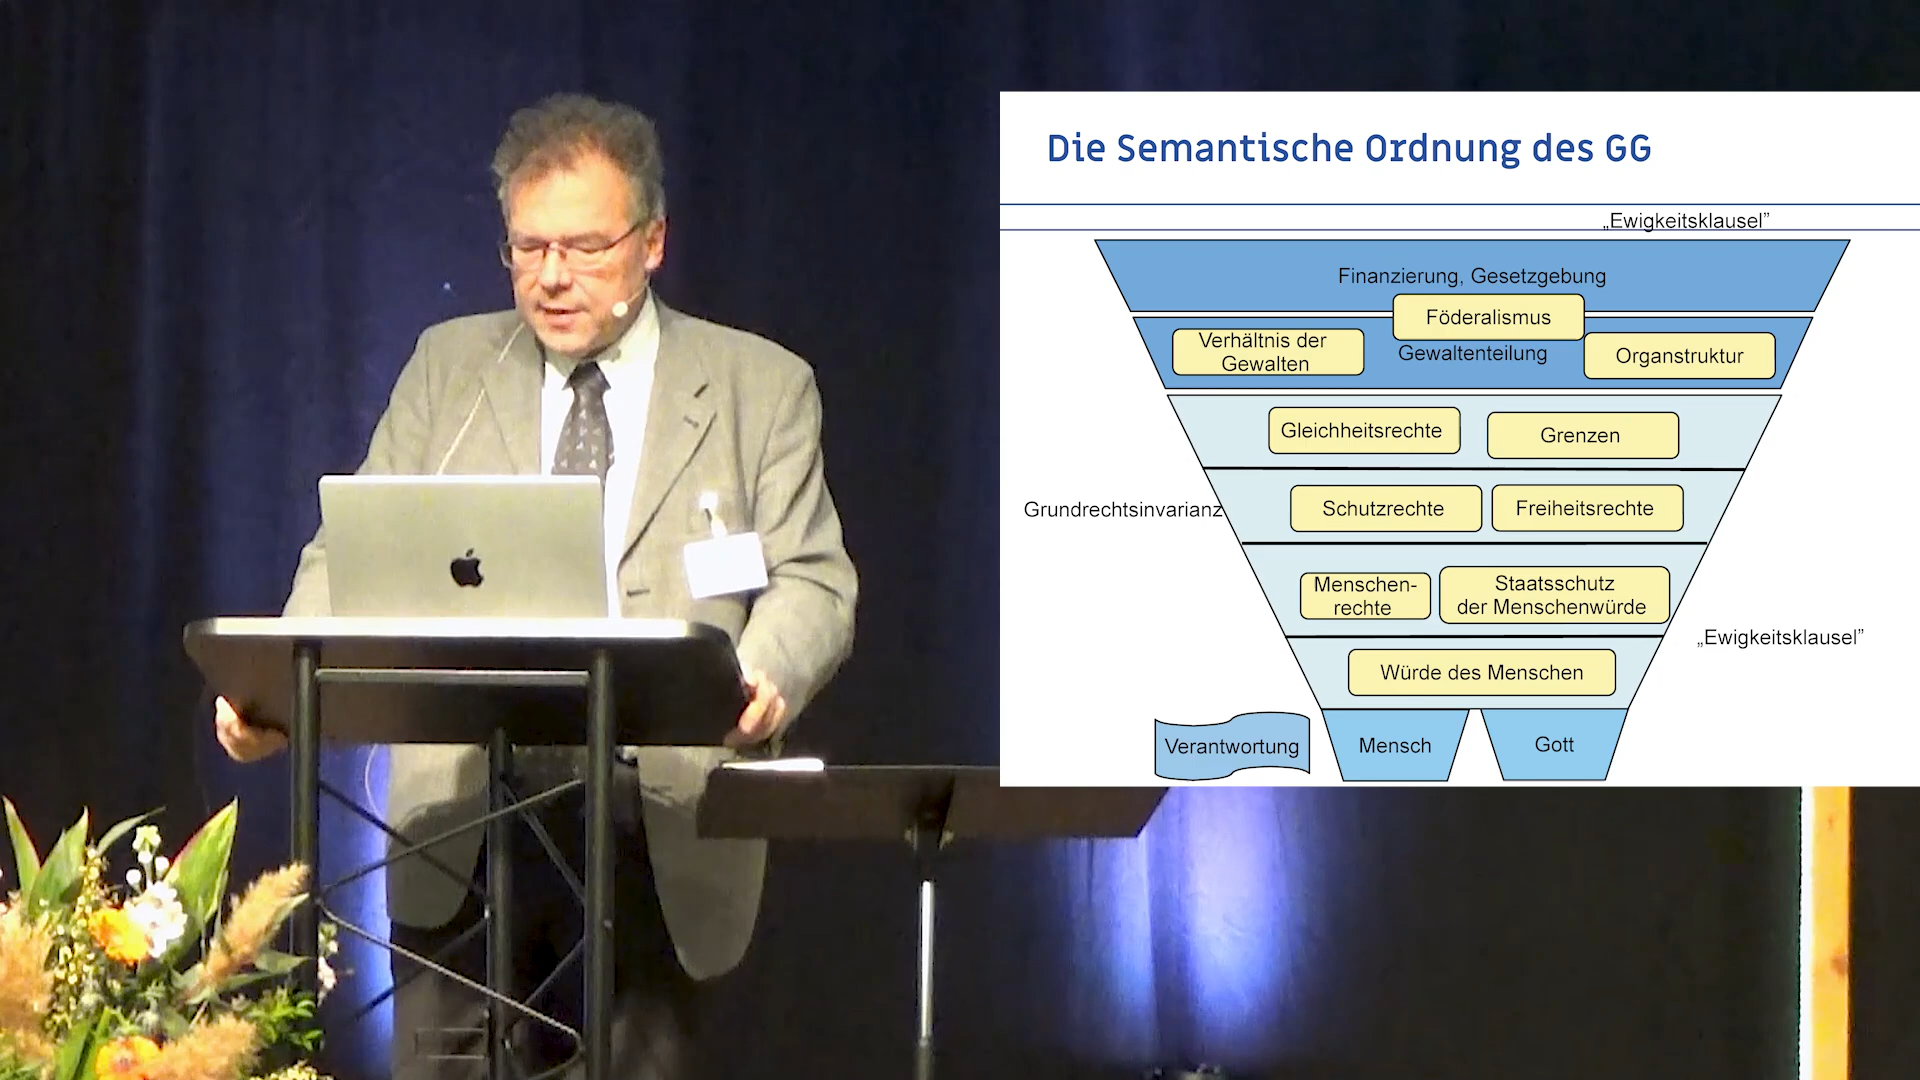 Die Semantische Ordnung des GG
„Ewigkeitsklausel”
Finanzierung, Gesetzgebung
Föderalismus
Verhältnis der
Gewalten
Gewaltenteilung
Organstruktur
Gleichheitsrechte
Grenzen
Grundrechtsinvarianz
Schutzrechte
Freiheitsrechte
Menschen-
rechte
Staatsschutz
der Menschenwürde
„Ewigkeitsklausel”
Würde des Menschen
Verantwortung
Mensch
Gott